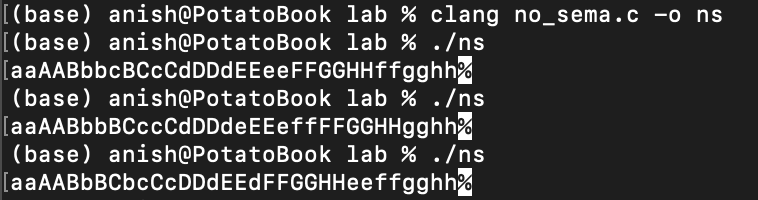 [(base) anish@PotatoBook lab % clang no_sema.c -o ns
[(base) anish@PotatoBook lab % ./ns
[aaAABbbcBCcCdDDdEEeeFFGGHHffgghh%
(base) anish@PotatoBook lab % ./ns
[aaAABbbBCccCdDDdeEEeffFFGGHHgghh%
(base) anish@PotatoBook lab % ./ns
[aaAABbBCbcCcDDdEEdFFGGHHeeffgghh%